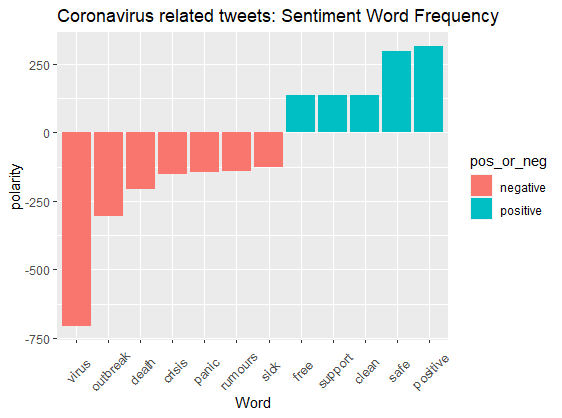 Coronavirus related tweets: Sentiment Word Frequency
250
0
-250
-500
-750
polarity
virus
outbreak
death
crisis
panic
rumours
sick
free
support
clean
safe
positive
Word
pos_or_neg
negative
positive